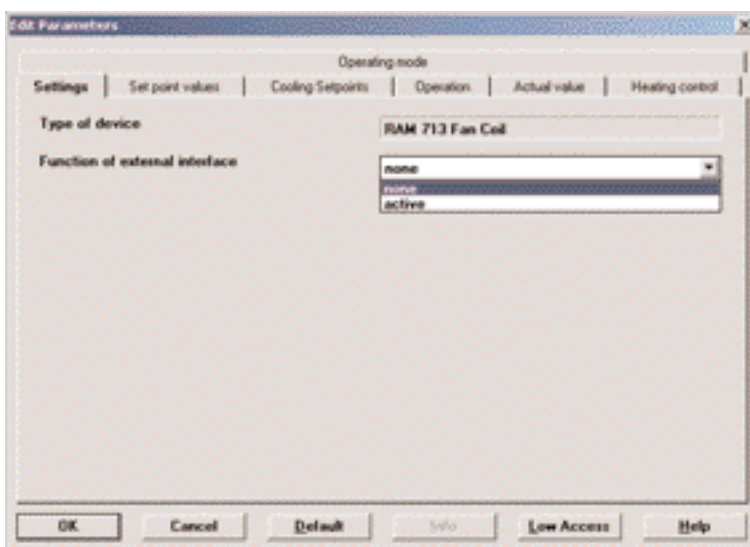 Edit Parameters
Operating mode
Settings Set point values Cooling Setpoints Operation Actual value Heating control
Type of device RAM 713 Fan Coil
Function of external interface none
none
active
OK Cancel Default Info Low Access Help